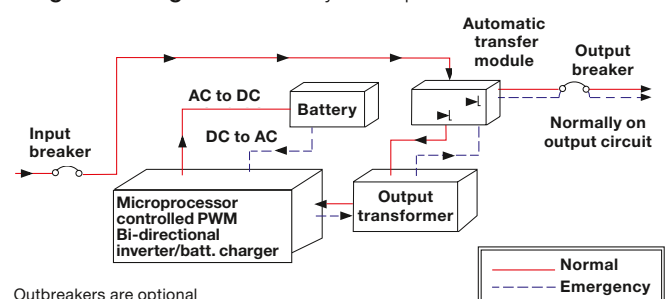 Automatic
transfer
module
Output
breaker
AC to DC
Battery
DC to AC
Input
breaker
Normally on
output circuit
Microprocessor
controlled PWM
Bi-directional
inverter/batt. charger
Output
transformer
Normal
Emergency
Outbreakers are optional